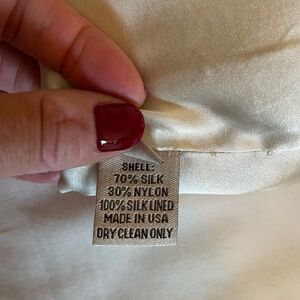 SHELL:
70% SILK
30% NYLON
100% SILK LINED
MADE IN USA
DRY CLEAN ONLY